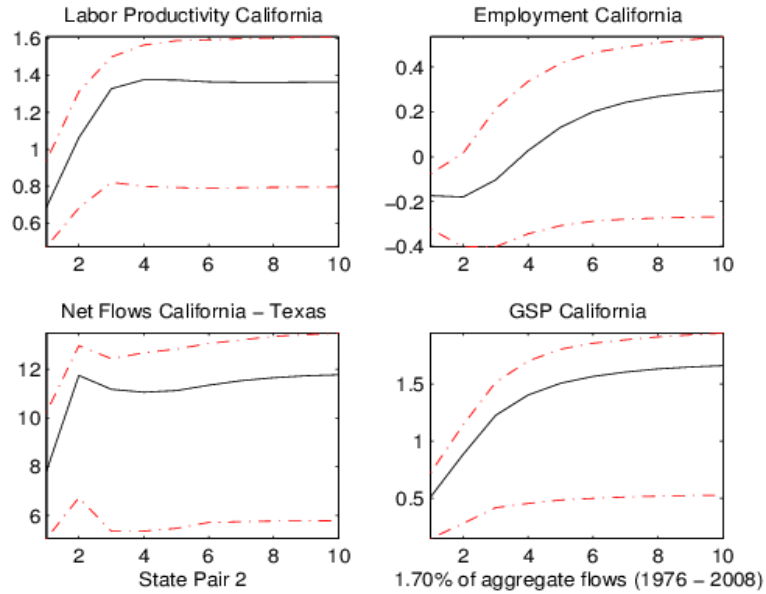 Labor Productivity California
Employment California
1.6
1.4
1.2
1
0.8
0.6
2 4 6 8 10
0.4
0.2
0
−0.2
−0.4
2 4 6 8 10
Net Flows California − Texas
GSP California
12
10
8
6
2 4 6 8 10
State Pair 2
1.5
1
0.5
2 4 6 8 10
1.70% of aggregate flows (1976 − 2008)